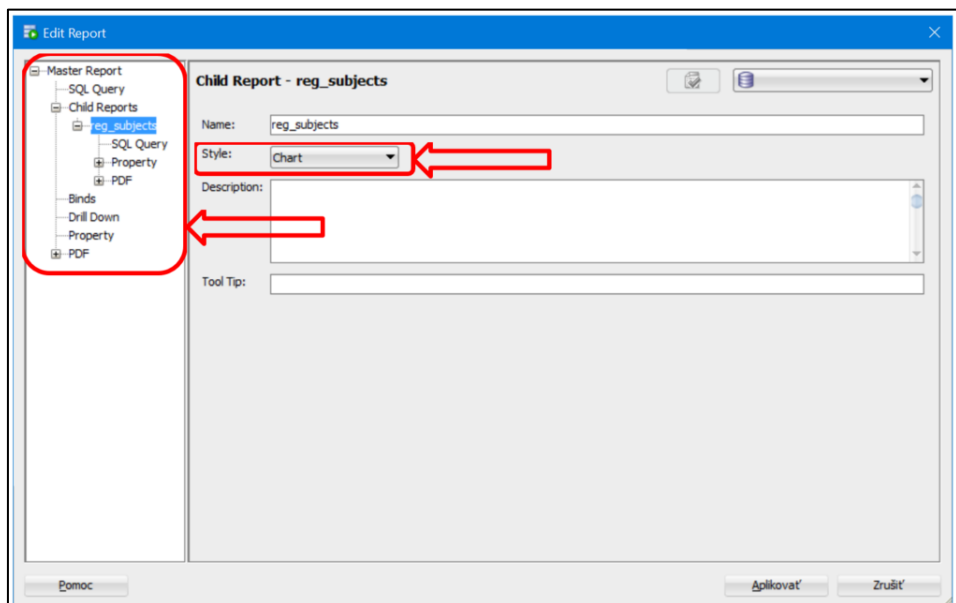 Edit Report
Master Report
SQL Query
Child Reports
reg_subjects
SQL Query
Property
PDF
Binds
Drill Down
Property
PDF
Child Report - reg_subjects
Name: reg_subjects
Style: Chart
Description:
Tool Tip:
Pomoc
Aplikovať
Zrušiť